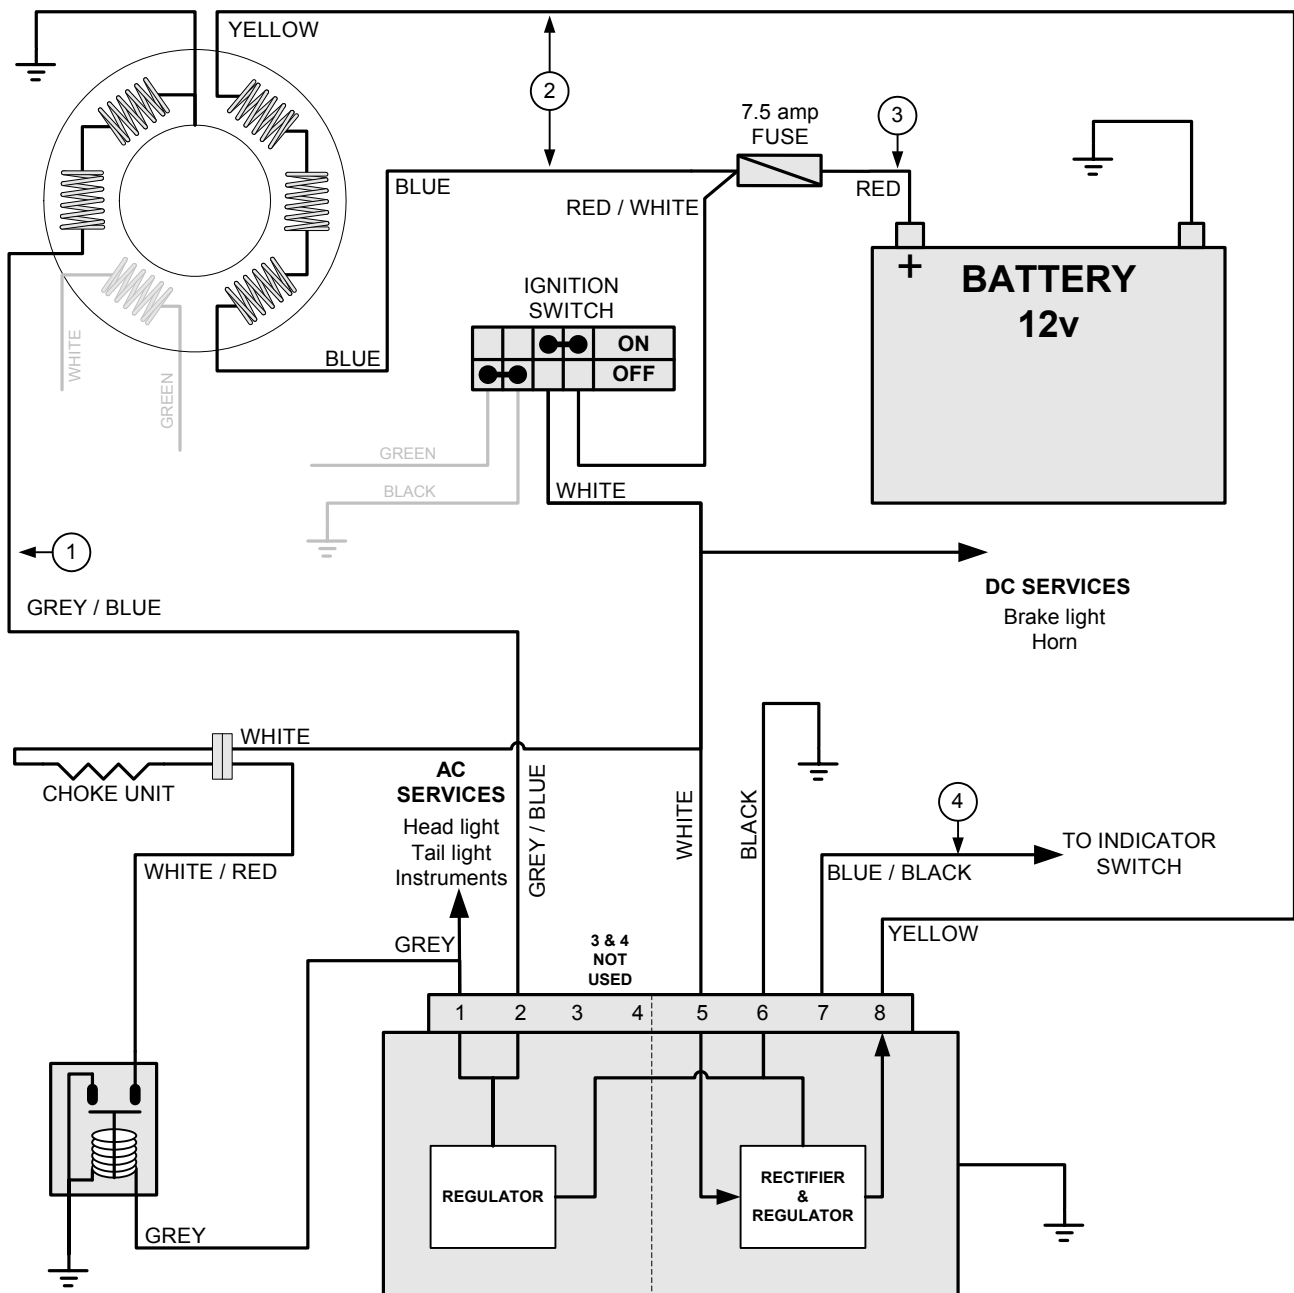 YELLOW
2
7.5 amp
FUSE
3
BLUE
RED
RED / WHITE
+
BATTERY
12v
IGNITION
SWITCH
ON
OFF
BLUE
WHITE
GREEN
GREEN
BLACK
WHITE
1
GREY / BLUE
DC SERVICES
Brake light
Horn
WHITE
CHOKE UNIT
AC
SERVICES
Head light
Tail light
Instruments
GREY / BLUE
WHITE
BLACK
4
TO INDICATOR
SWITCH
WHITE / RED
BLUE / BLACK
GREY
3 & 4
NOT
USED
YELLOW
1 2 3 4 5 6 7 8
REGULATOR
RECTIFIER
&
REGULATOR
GREY